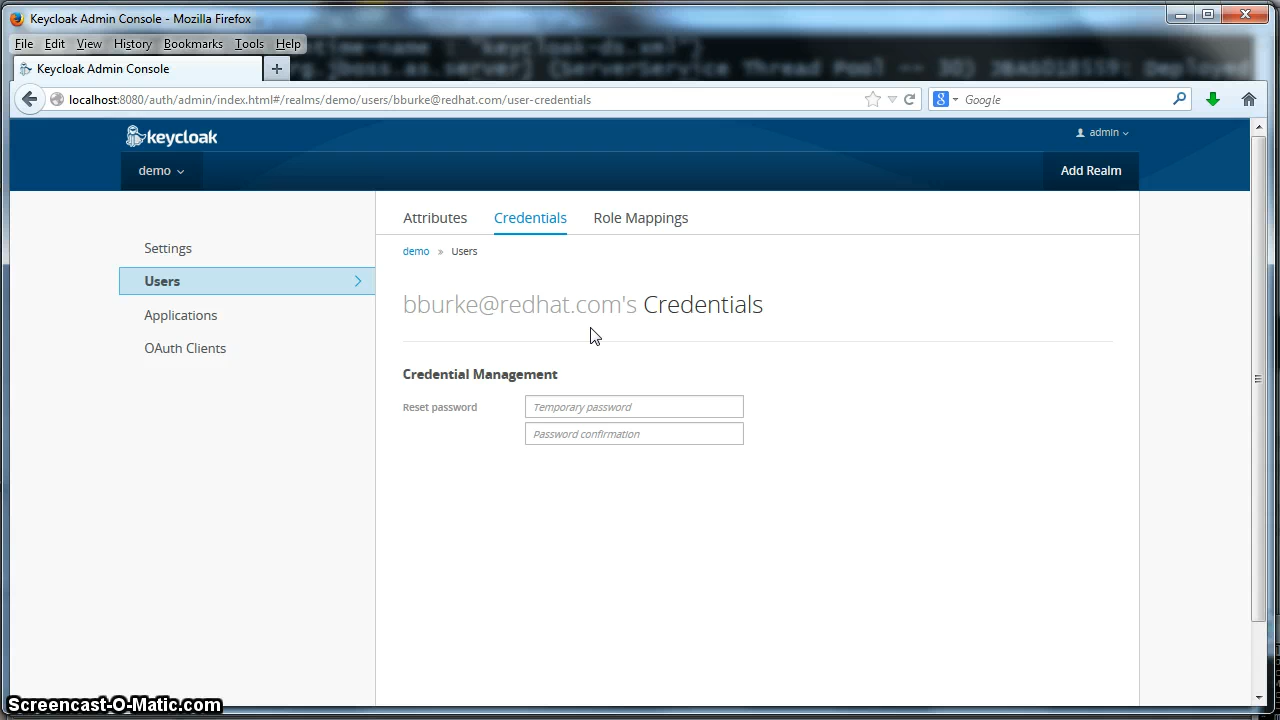 Keycloak Admin Console - Mozilla Firefox
File Edit View History Bookmarks Tools Help
Keycloak Admin Console
localhost:8080/auth/admin/index.html#/realms/demo/users/bburke@redhat.com/user-credentials
Google
keycloak
admin
demo
Add Realm
Attributes Credentials Role Mappings
demo » Users
Settings
Users
Applications
OAuth Clients
bburke@redhat.com's Credentials
Credential Management
Reset password
Temporary password
Password confirmation
Screencast-O-Matic.com